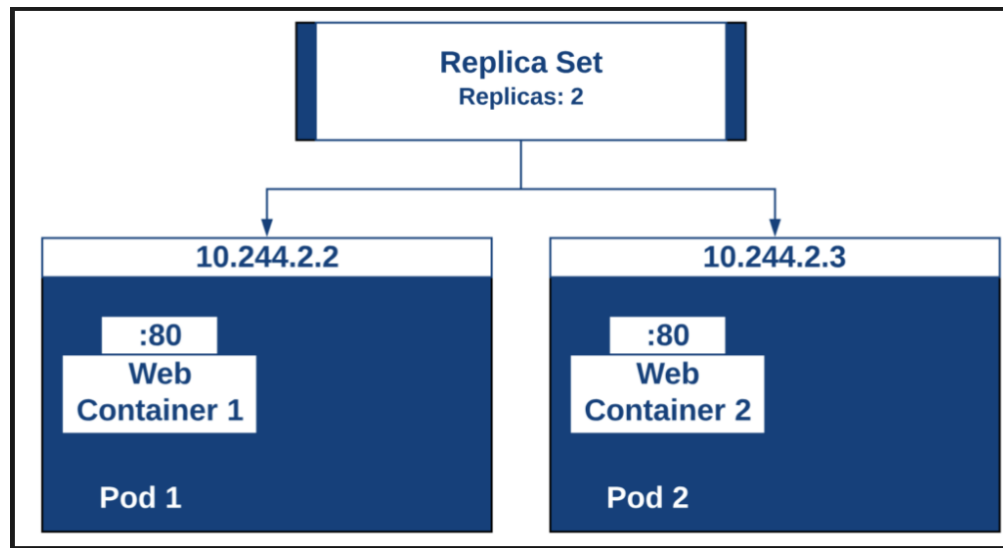 Replica Set
Replicas: 2
10.244.2.2
:80
Web
Container 1
Pod 1
10.244.2.3
:80
Web
Container 2
Pod 2